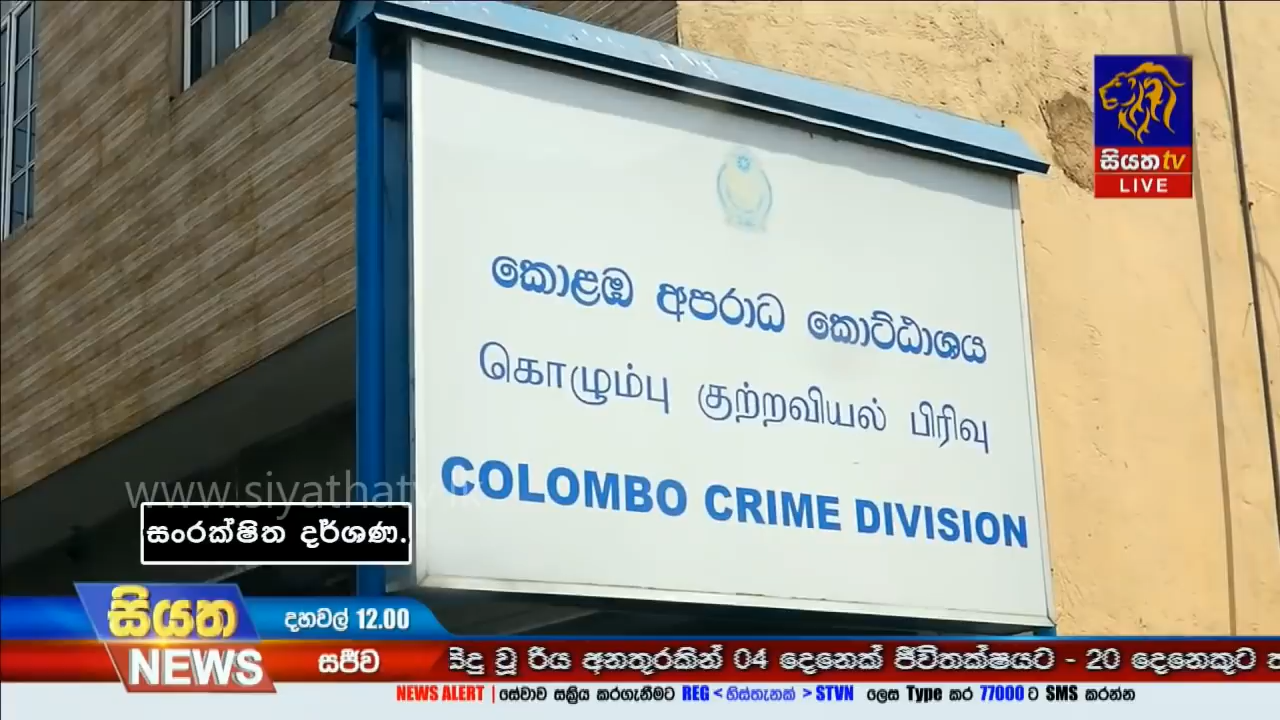 සියත tv
LIVE
කොළඹ අපරාධ කොට්ඨාශය
கொழும்பு குற்றவியல் பிரிவு
COLOMBO CRIME DIVISION
www.siyathatv.lk
සංරක්ෂිත දර්ශණ.
සියත
NEWS
දහවල් 12.00
සජීව
සිදු වූ රිය අනතුරකින් 04 දෙනෙක් ජීවිතක්ෂයට - 20 දෙනෙකුට
NEWS ALERT | සේවාව සක්‍රිය කරගැනීමට REG < හිස්තැනක් > STVN ලෙස Type කර 77000 ට SMS කරන්න